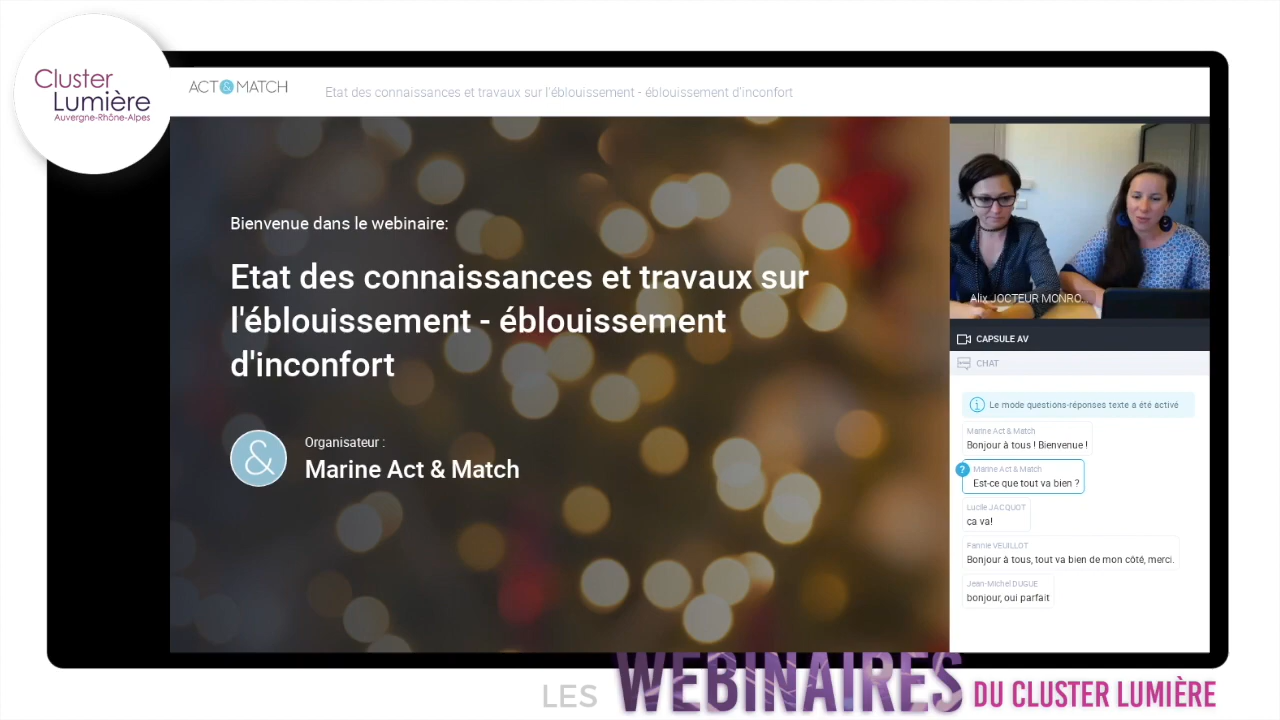 Cluster
Lumière
Auvergne-Rhône-Alpes
ACT & MATCH
Etat des connaissances et travaux sur l'éblouissement - éblouissement d'inconfort
Bienvenue dans le webinaire:
Etat des connaissances et travaux sur
l'éblouissement - éblouissement
d'inconfort
&
Organisateur :
Marine Act & Match
Alix JOCTEUR MONRO...
CAPSULE AV
CHAT
Le mode questions-réponses texte a été activé
Marine Act & Match
Bonjour à tous ! Bienvenue !
?
Marine Act & Match
Est-ce que tout va bien ?
Lucile JACQUOT
ca va!
Fannie VEUILLOT
Bonjour à tous, tout va bien de mon côté, merci.
Jean-Michel DUGUE
bonjour, oui parfait
LES WEBINAIRES DU CLUSTER LUMIÈRE